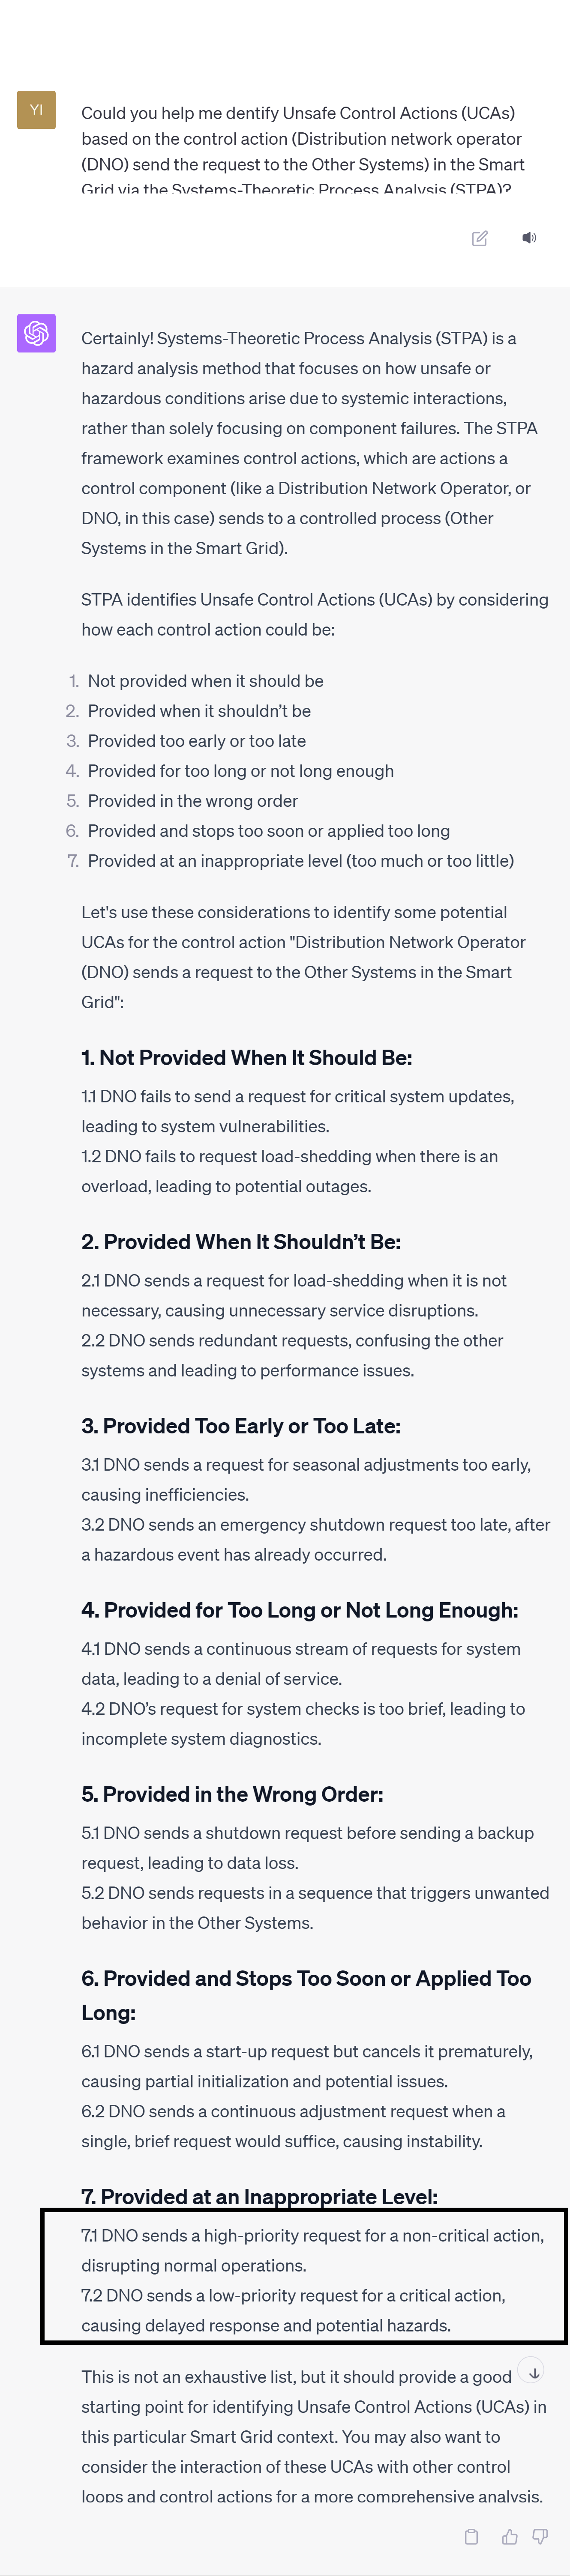 YI
Could you help me dentify Unsafe Control Actions (UCAs)
based on the control action (Distribution network operator
(DNO) send the request to the Other Systems) in the Smart
Grid via the Systems-Theoretic Process Analysis (STPA)?
Certainly! Systems-Theoretic Process Analysis (STPA) is a
hazard analysis method that focuses on how unsafe or
hazardous conditions arise due to systemic interactions,
rather than solely focusing on component failures. The STPA
framework examines control actions, which are actions a
control component (like a Distribution Network Operator, or
DNO, in this case) sends to a controlled process (Other
Systems in the Smart Grid).
STPA identifies Unsafe Control Actions (UCAs) by considering
how each control action could be:
1. Not provided when it should be
2. Provided when it shouldn't be
3. Provided too early or too late
4. Provided for too long or not long enough
5. Provided in the wrong order
6. Provided and stops too soon or applied too long
7. Provided at an inappropriate level (too much or too little)
Let's use these considerations to identify some potential
UCAs for the control action "Distribution Network Operator
(DNO) sends a request to the Other Systems in the Smart
Grid":
1. Not Provided When It Should Be:
1.1 DNO fails to send a request for critical system updates,
leading to system vulnerabilities.
1.2 DNO fails to request load-shedding when there is an
overload, leading to potential outages.
2. Provided When It Shouldn’t Be:
2.1 DNO sends a request for load-shedding when it is not
necessary, causing unnecessary service disruptions.
2.2 DNO sends redundant requests, confusing the other
systems and leading to performance issues.
3. Provided Too Early or Too Late:
3.1 DNO sends a request for seasonal adjustments too early,
causing inefficiencies.
3.2 DNO sends an emergency shutdown request too late, after
a hazardous event has already occurred.
4. Provided for Too Long or Not Long Enough:
4.1 DNO sends a continuous stream of requests for system
data, leading to a denial of service.
4.2 DNO’s request for system checks is too brief, leading to
incomplete system diagnostics.
5. Provided in the Wrong Order:
5.1 DNO sends a shutdown request before sending a backup
request, leading to data loss.
5.2 DNO sends requests in a sequence that triggers unwanted
behavior in the Other Systems.
6. Provided and Stops Too Soon or Applied Too
Long:
6.1 DNO sends a start-up request but cancels it prematurely,
causing partial initialization and potential issues.
6.2 DNO sends a continuous adjustment request when a
single, brief request would suffice, causing instability.
7. Provided at an Inappropriate Level:
7.1 DNO sends a high-priority request for a non-critical action,
disrupting normal operations.
7.2 DNO sends a low-priority request for a critical action,
causing delayed response and potential hazards.
This is not an exhaustive list, but it should provide a good
starting point for identifying Unsafe Control Actions (UCAs) in
this particular Smart Grid context. You may also want to
consider the interaction of these UCAs with other control
loops and control actions for a more comprehensive analysis.